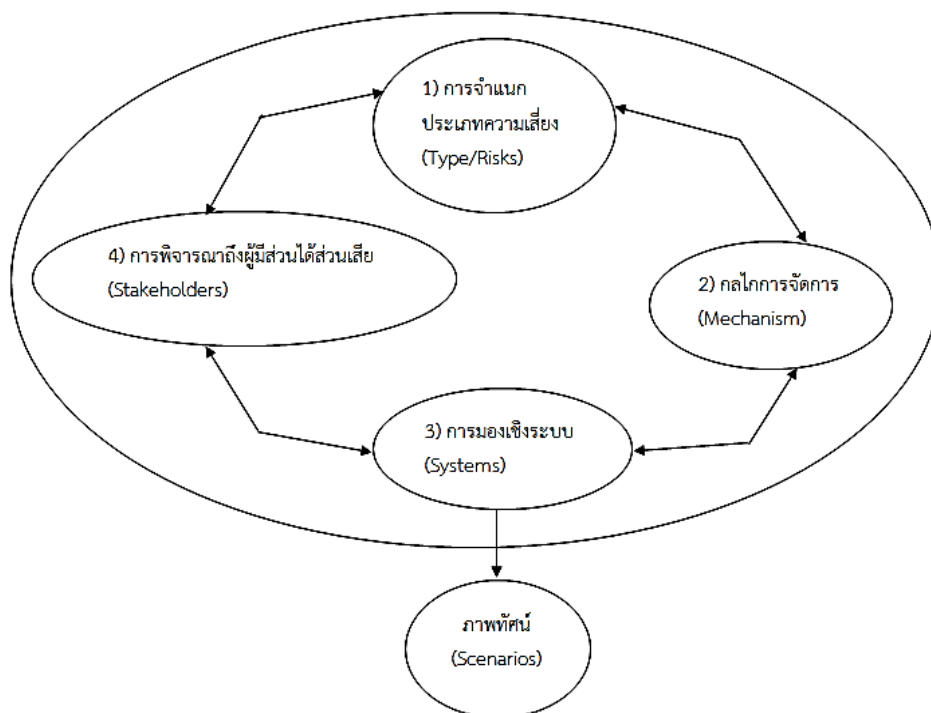 1) การจำแนก
ประเภทความเสี่ยง
(Type/Risks)
4) การพิจารณาถึงผู้มีส่วนได้ส่วนเสีย
(Stakeholders)
2) กลไกการจัดการ
(Mechanism)
3) การมองเชิงระบบ
(Systems)
ภาพทัศน์
(Scenarios)